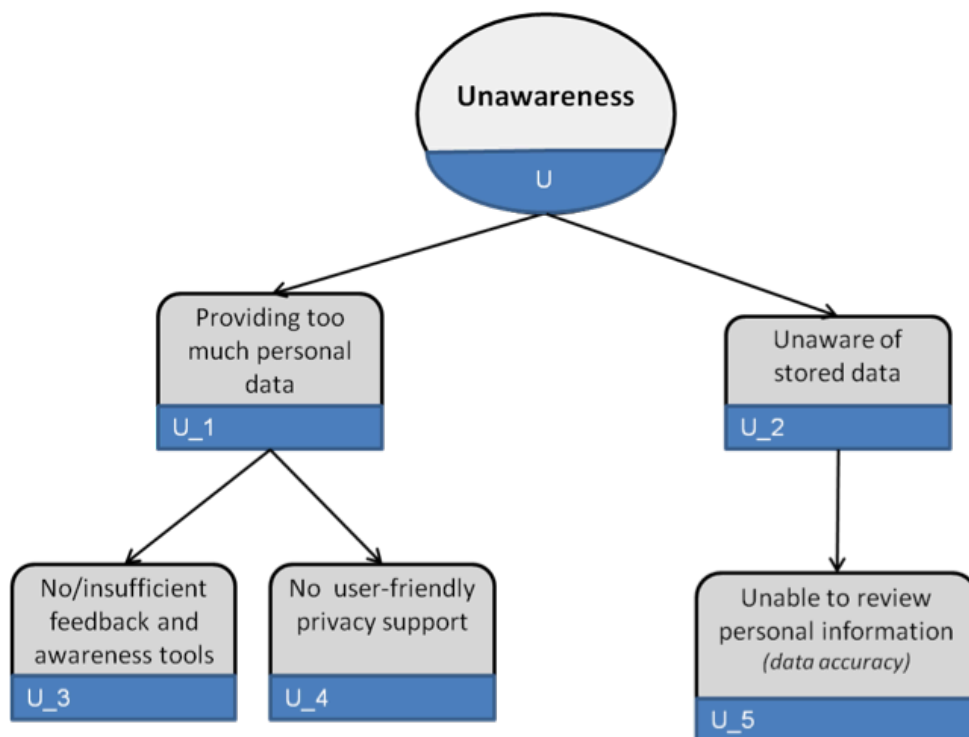 Unawareness
U
Providing too
much personal
data
U_1
Unaware of
stored data
U_2
No/insufficient
feedback and
awareness tools
U_3
No user-friendly
privacy support
U_4
Unable to review
personal information
(data accuracy)
U_5